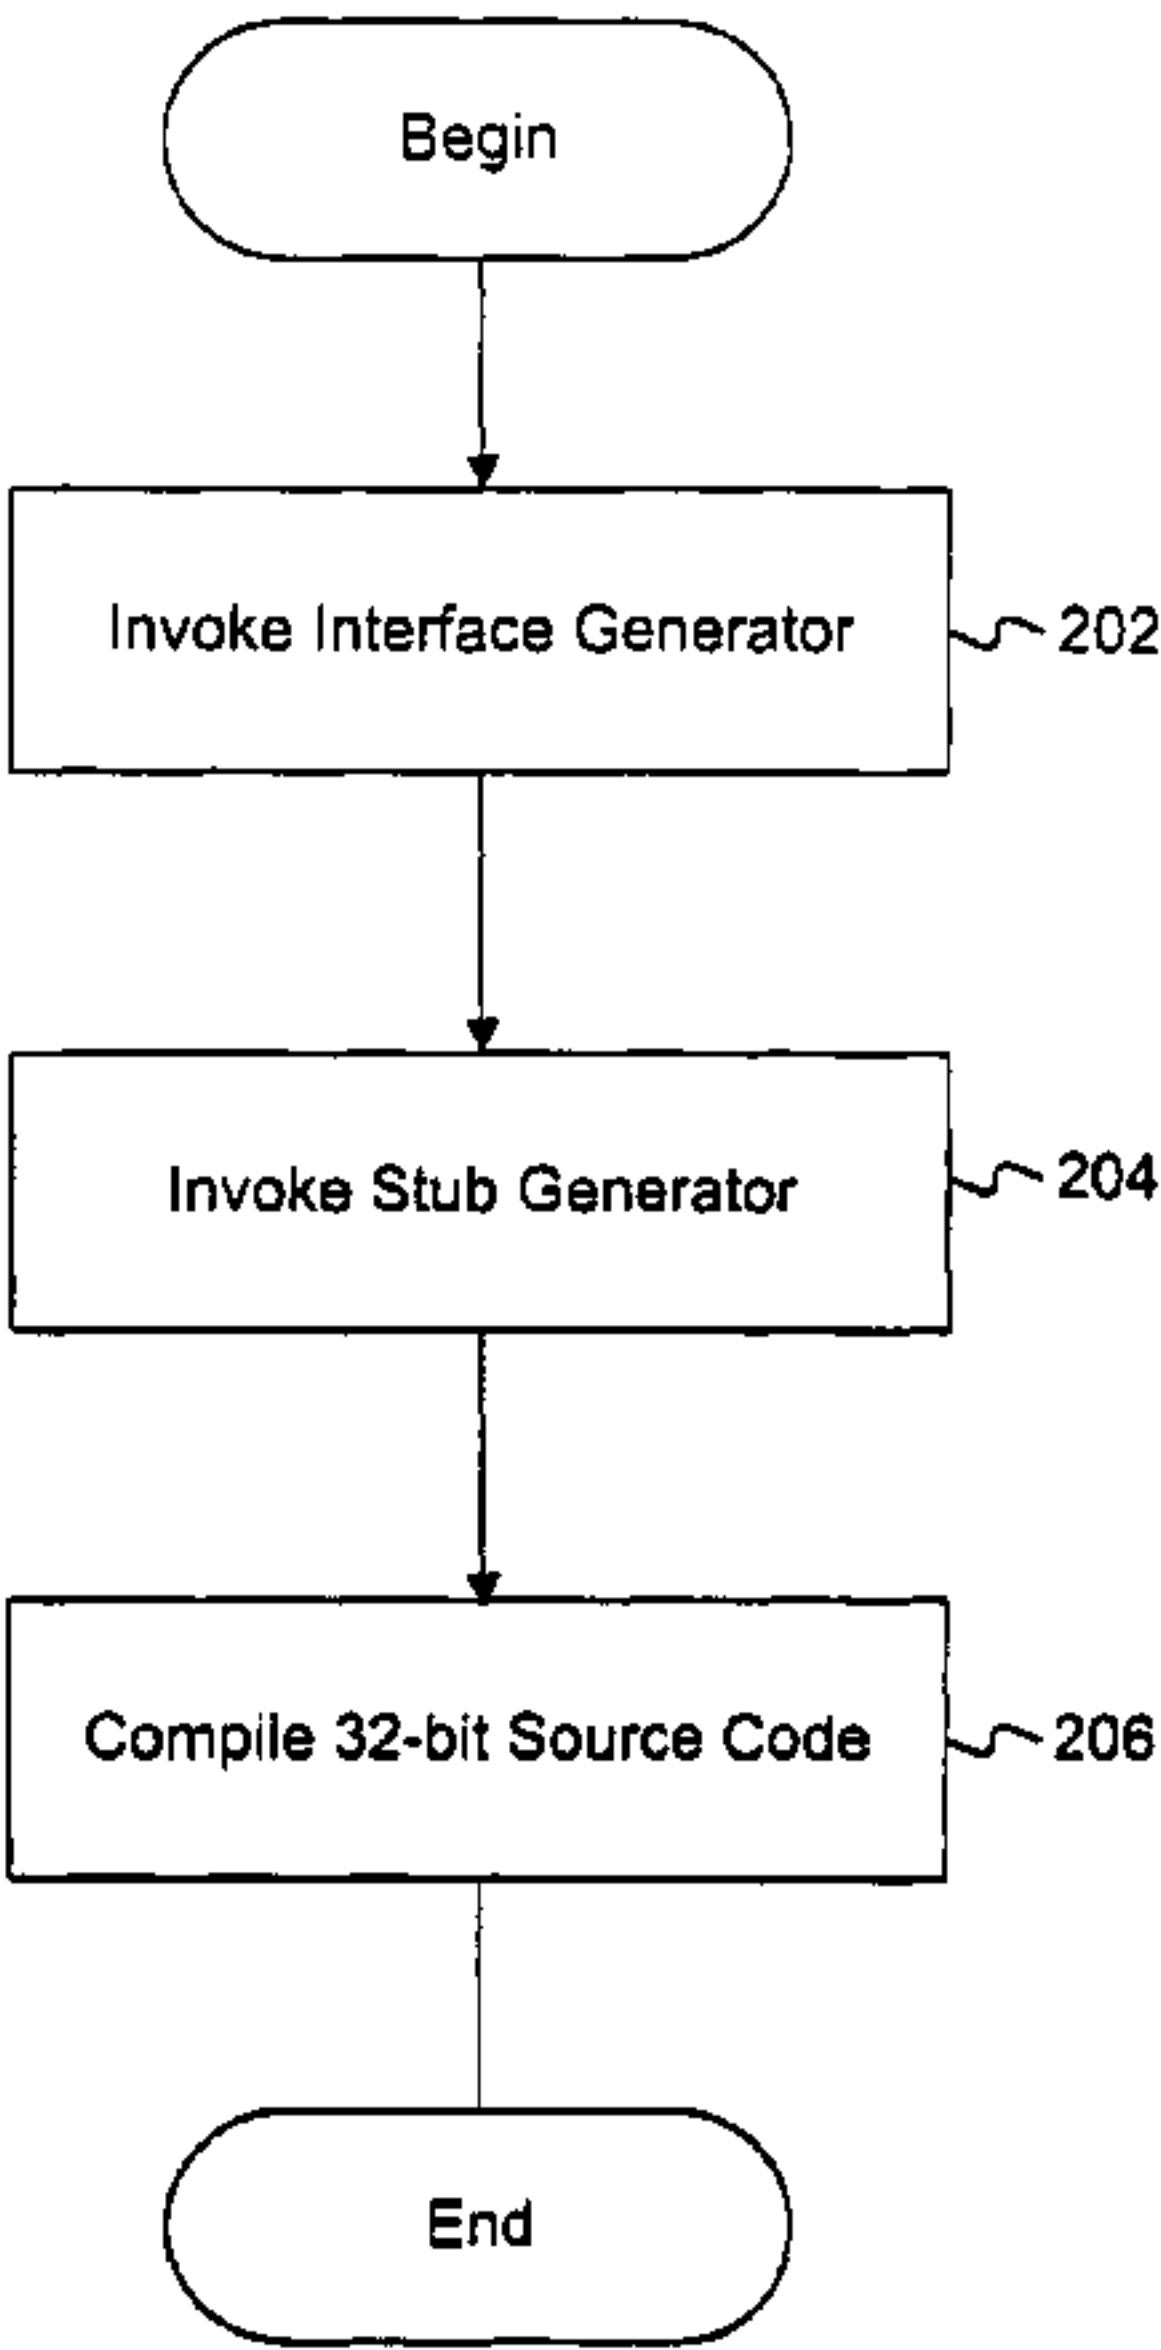 Begin
Invoke Interface Generator
202
Invoke Stub Generator
204
Compile 32-bit Source Code
206
End